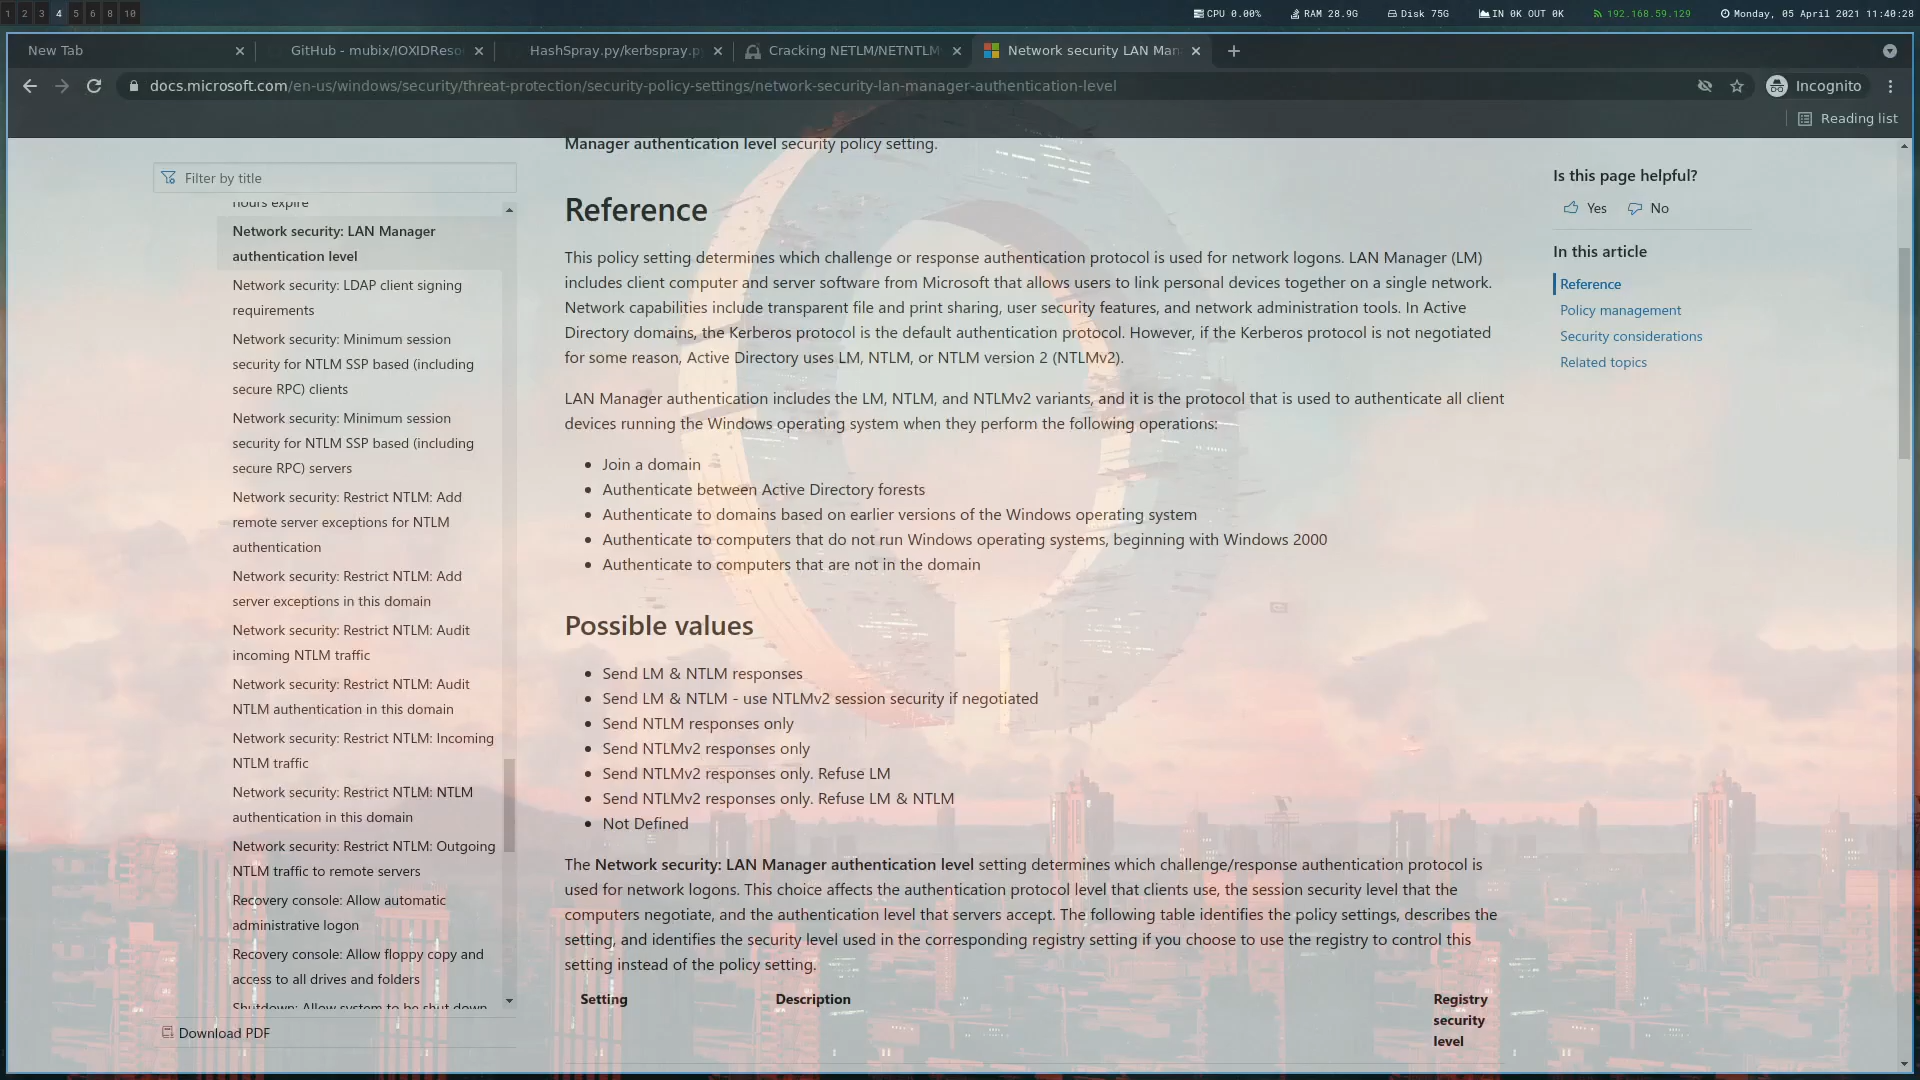 1 2 3 4 5 6 8 10
CPU 0.00% RAM 28.9G Disk 75G IN 0K OUT 0K 192.168.59.129 Monday, 05 April 2021 11:40:28
New Tab GitHub - mubix/IOXIDReso HashSpray.py/kerbspray.p Cracking NETLM/NETNTLM Network security LAN Man
docs.microsoft.com/en-us/windows/security/threat-protection/security-policy-settings/network-security-lan-manager-authentication-level Incognito
Reading list
Filter by title
hours expire
Network security: LAN Manager
authentication level
Network security: LDAP client signing
requirements
Network security: Minimum session
security for NTLM SSP based (including
secure RPC) clients
Network security: Minimum session
security for NTLM SSP based (including
secure RPC) servers
Network security: Restrict NTLM: Add
remote server exceptions for NTLM
authentication
Network security: Restrict NTLM: Add
server exceptions in this domain
Network security: Restrict NTLM: Audit
incoming NTLM traffic
Network security: Restrict NTLM: Audit
NTLM authentication in this domain
Network security: Restrict NTLM: Incoming
NTLM traffic
Network security: Restrict NTLM: NTLM
authentication in this domain
Network security: Restrict NTLM: Outgoing
NTLM traffic to remote servers
Recovery console: Allow automatic
administrative logon
Recovery console: Allow floppy copy and
access to all drives and folders
Shutdown: Allow system to be shut down
Download PDF
Manager authentication level security policy setting.
Reference
This policy setting determines which challenge or response authentication protocol is used for network logons. LAN Manager (LM)
includes client computer and server software from Microsoft that allows users to link personal devices together on a single network.
Network capabilities include transparent file and print sharing, user security features, and network administration tools. In Active
Directory domains, the Kerberos protocol is the default authentication protocol. However, if the Kerberos protocol is not negotiated
for some reason, Active Directory uses LM, NTLM, or NTLM version 2 (NTLMv2).
LAN Manager authentication includes the LM, NTLM, and NTLMv2 variants, and it is the protocol that is used to authenticate all client
devices running the Windows operating system when they perform the following operations:
• Join a domain
• Authenticate between Active Directory forests
• Authenticate to domains based on earlier versions of the Windows operating system
• Authenticate to computers that do not run Windows operating systems, beginning with Windows 2000
• Authenticate to computers that are not in the domain
Possible values
• Send LM & NTLM responses
• Send LM & NTLM - use NTLMv2 session security if negotiated
• Send NTLM responses only
• Send NTLMv2 responses only
• Send NTLMv2 responses only. Refuse LM
• Send NTLMv2 responses only. Refuse LM & NTLM
• Not Defined
The Network security: LAN Manager authentication level setting determines which challenge/response authentication protocol is
used for network logons. This choice affects the authentication protocol level that clients use, the session security level that the
computers negotiate, and the authentication level that servers accept. The following table identifies the policy settings, describes the
setting, and identifies the security level used in the corresponding registry setting if you choose to use the registry to control this
setting instead of the policy setting.
Setting Description Registry
security
level
Is this page helpful?
Yes No
In this article
Reference
Policy management
Security considerations
Related topics